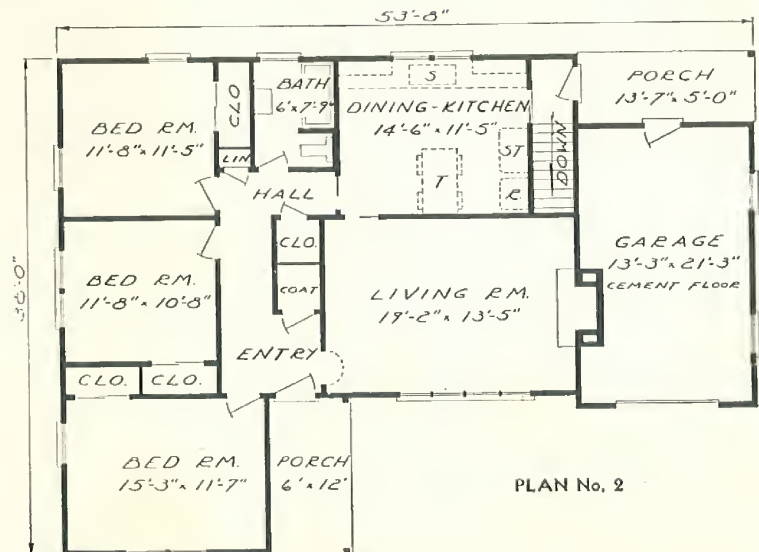 53'-8"
38'-0"
BED RM.
11'-8" x 11'-5"
CLO
LIN
BATH
6' x 7'-9"
S
DINING-KITCHEN
14'-6" x 11'-5"
ST
T
R
DOWN
PORCH
13'-7" x 5'-0"
HALL
CLO.
COAT
BED RM.
11'-8" x 10'-8"
CLO.
CLO.
LIVING RM.
19'-2" x 13'-5"
GARAGE
13'-3" x 21'-3"
CEMENT FLOOR
ENTRY
BED RM.
15'-3" x 11'-7"
PORCH
6' x 12'
PLAN No. 2